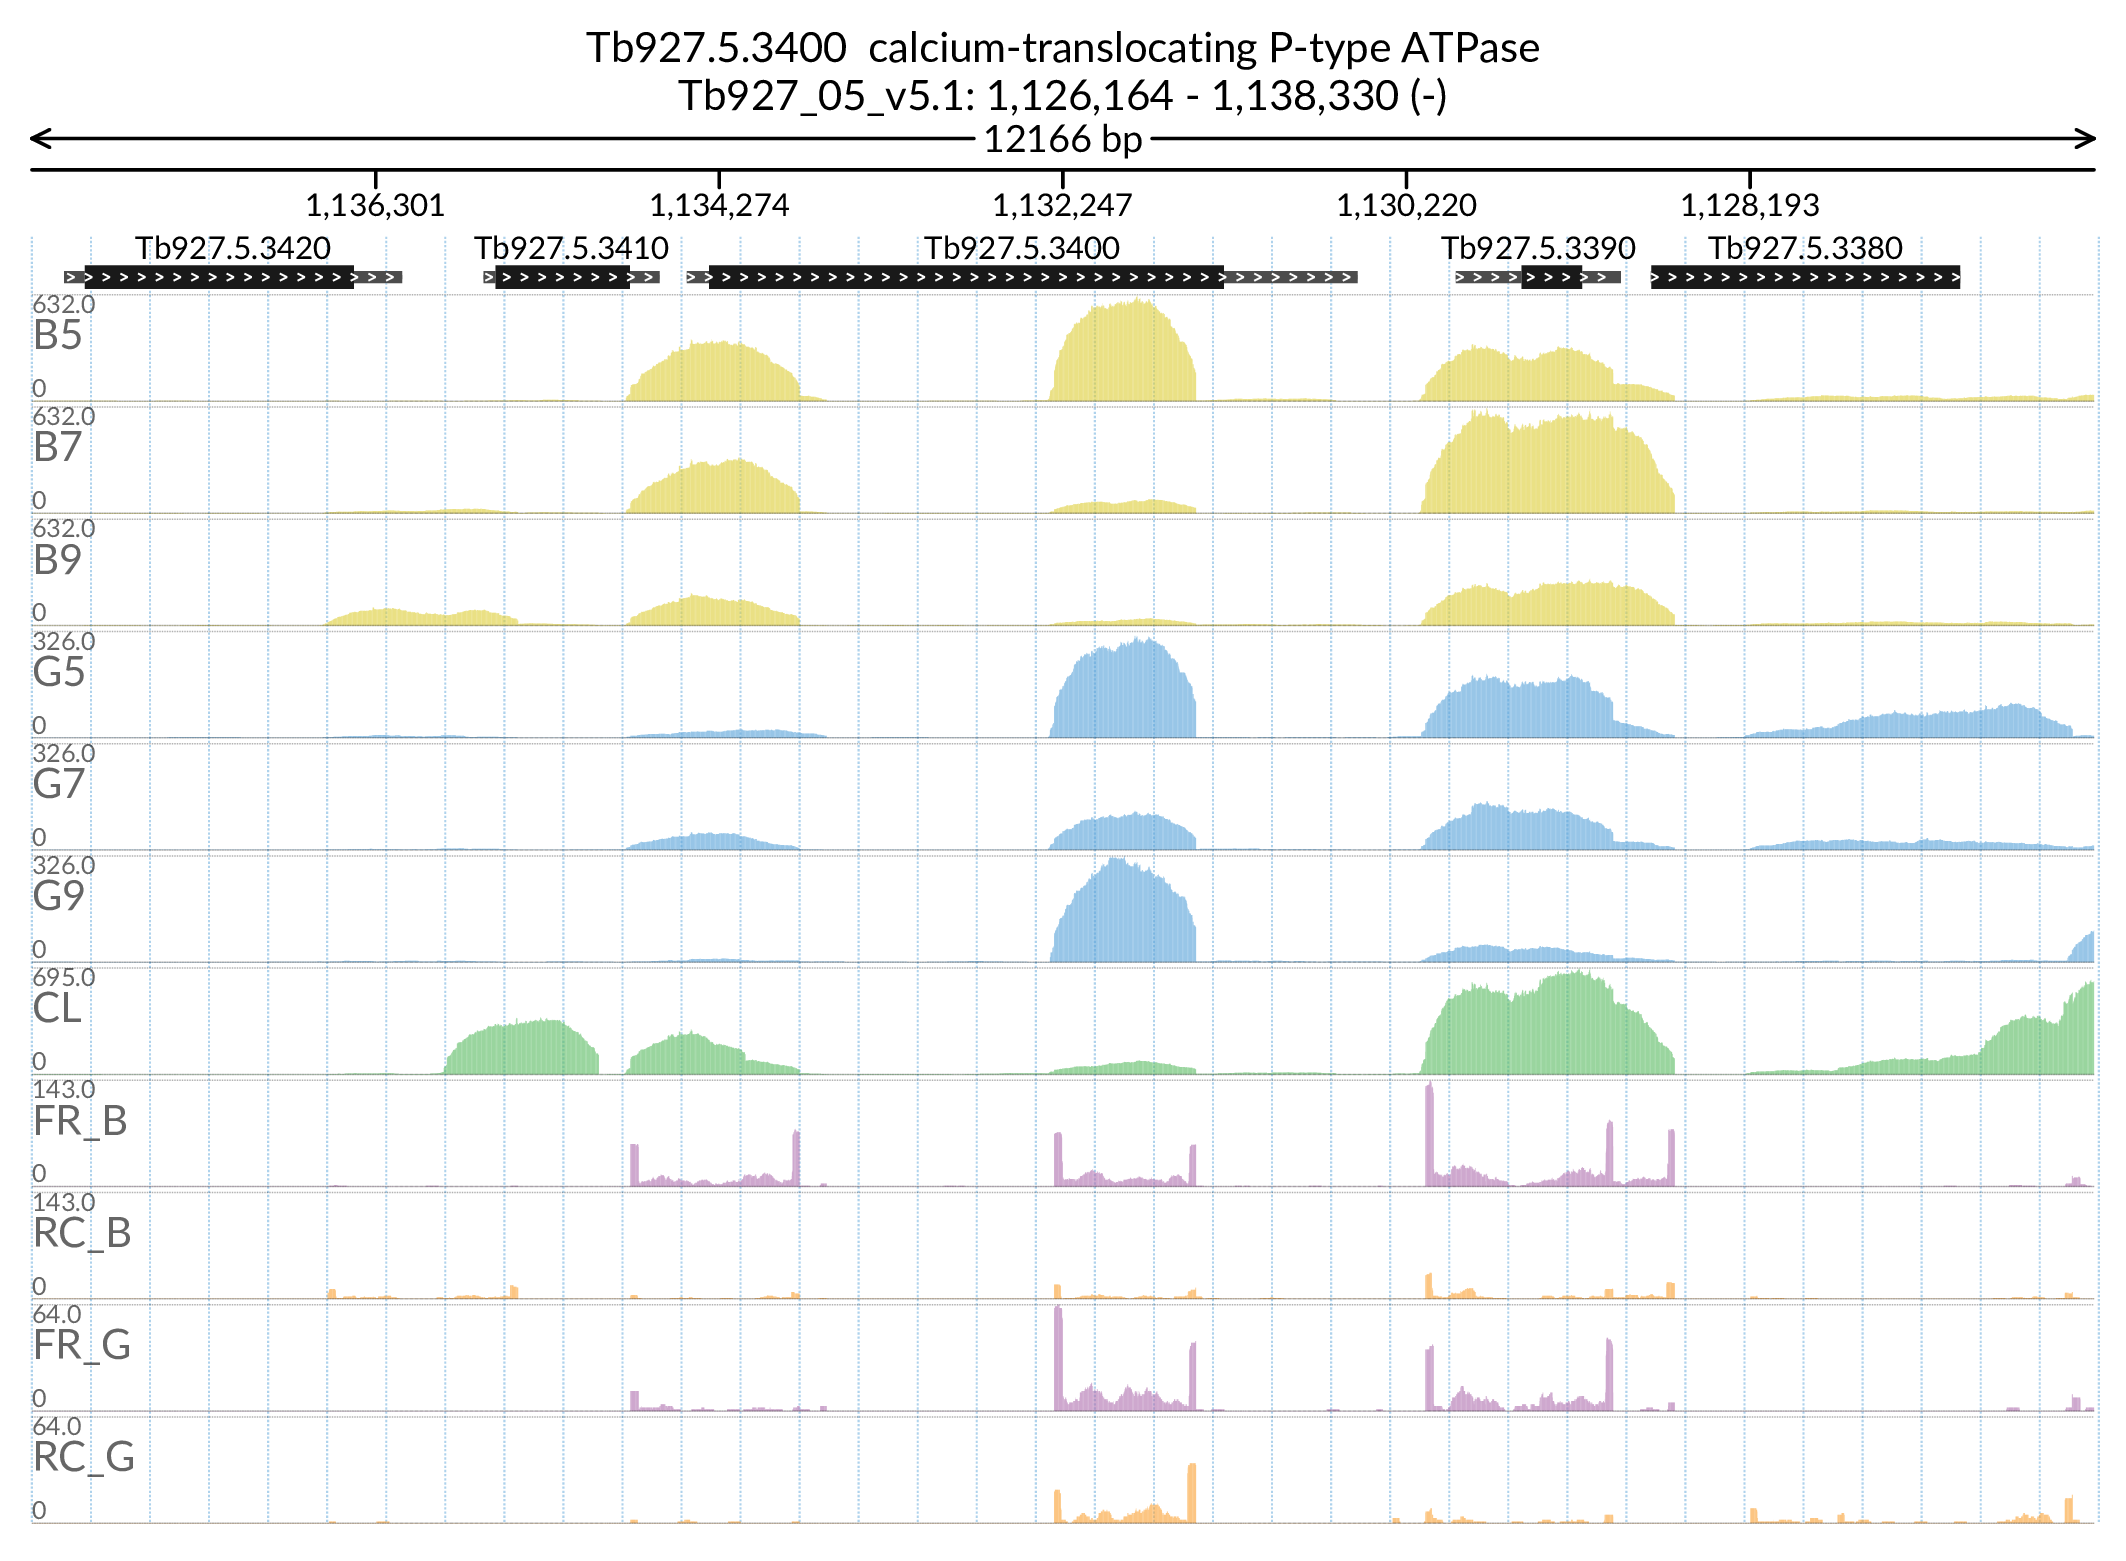 Tb927.5.3400  calcium-translocating P-type ATPase
Tb927_05_v5.1: 1,126,164 - 1,138,330 (-)
12166 bp
1,136,301 1,134,274 1,132,247 1,130,220 1,128,193
Tb927.5.3420 Tb927.5.3410 Tb927.5.3400 Tb927.5.3390 Tb927.5.3380
632.0
B5
0
632.0
B7
0
632.0
B9
0
326.0
G5
0
326.0
G7
0
326.0
G9
0
695.0
CL
0
143.0
FR_B
0
143.0
RC_B
0
64.0
FR_G
0
64.0
RC_G
0